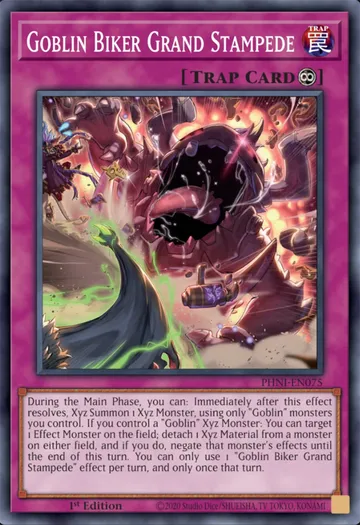 GOBLIN BIKER GRAND STAMPEDE
TRAP
罠
[TRAP CARD ]
PHNI-EN075
During the Main Phase, you can: Immediately after this effect
resolves, Xyz Summon 1 Xyz Monster, using only "Goblin" monsters
you control. If you control a "Goblin" Xyz Monster: You can target
1 Effect Monster on the field; detach 1 Xyz Material from a monster
on either field, and if you do, negate that monster's effects until
the end of this turn. You can only use 1 "Goblin Biker Grand
Stampede" effect per turn, and only once that turn.
1st Edition
©2020 Studio Dice/SHUEISHA, TV TOKYO, KONAMI